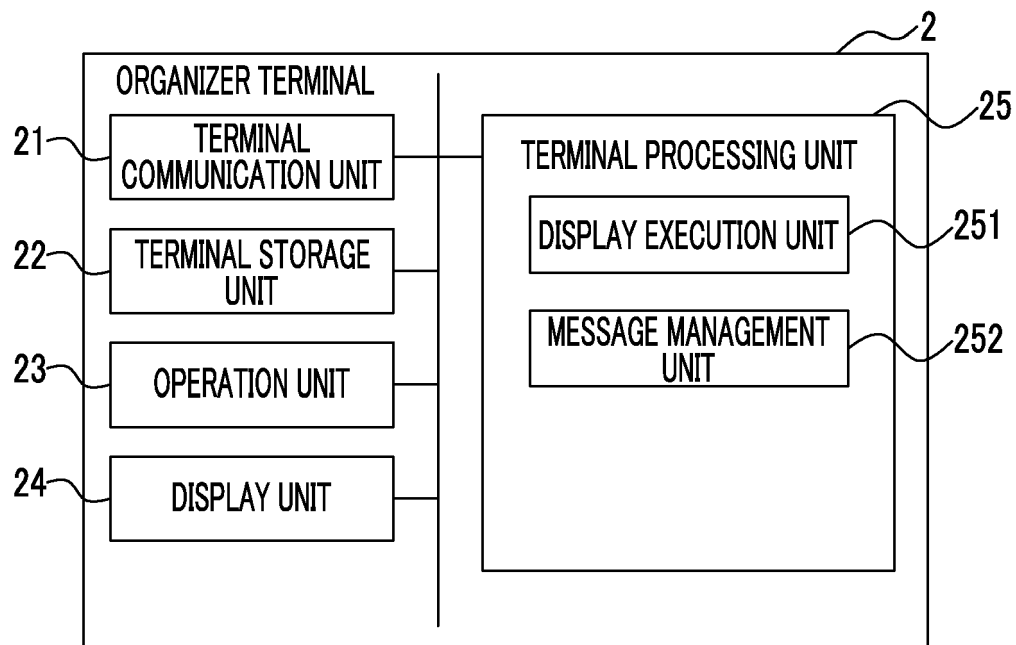 2
ORGANIZER TERMINAL
21
TERMINAL
COMMUNICATION UNIT
22
TERMINAL STORAGE
UNIT
23
OPERATION UNIT
24
DISPLAY UNIT
25
TERMINAL PROCESSING UNIT
DISPLAY EXECUTION UNIT
251
MESSAGE MANAGEMENT
UNIT
252